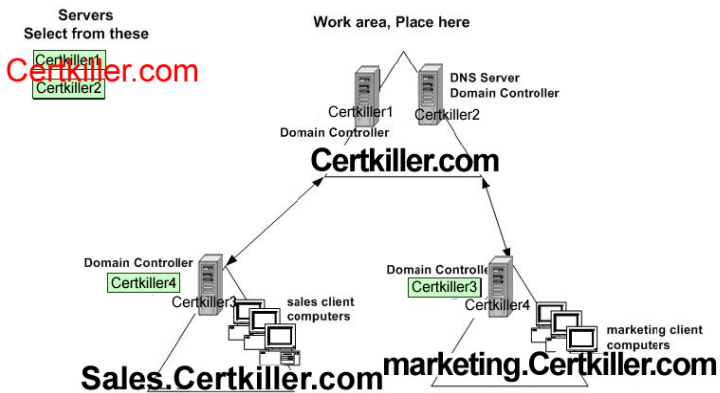 Servers
Select from these
Certkiller1
Certkiller.com
Certkiller2
Work area, Place here
DNS Server
Domain Controller
Certkiller1
Certkiller2
Domain Controller
Certkiller.com
Domain Controller
Certkiller4
Certkiller3
sales client
computers
Sales.Certkiller.com
Domain Controlle
Certkiller3
Certkiller4
marketing client
computers
marketing.Certkiller.com